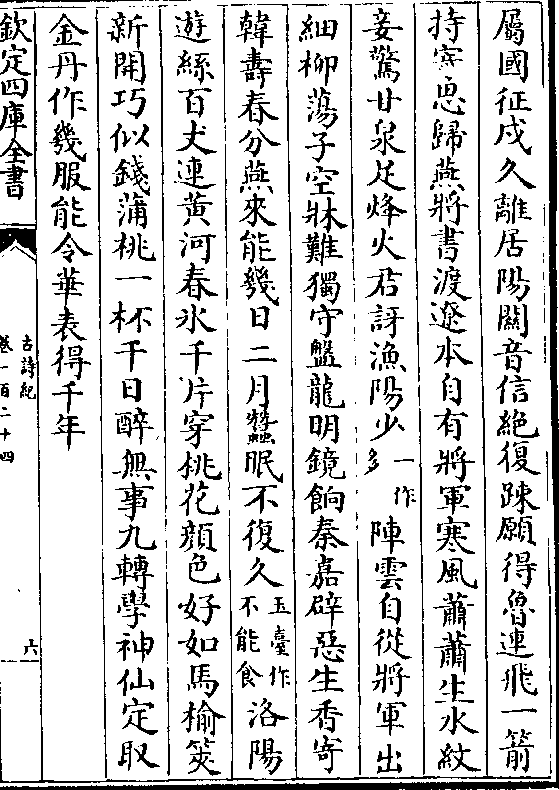 屬國征戍久離居陽關音信絶復踈願得魯連飛一箭
持寄思歸燕將書渡遼本自有將軍寒風蕭蕭生水紋
妾驚甘泉足烽火君訝漁陽少一作多陣雲自從將軍出
細柳蕩子空牀難獨守盤龍明鏡餉秦嘉辟惡生香寄
韓壽春分燕來能幾日二月蠶眠不復久玉臺作不能食洛陽
遊絲百丈連黄河春氷千片穿桃花顔色好如馬榆莢
新開巧似錢蒲桃一杯千日醉無事九轉學神仙定取
金丹作幾服能令華表得千年
欽定四庫全書
古詩紀
卷一百二十四
六